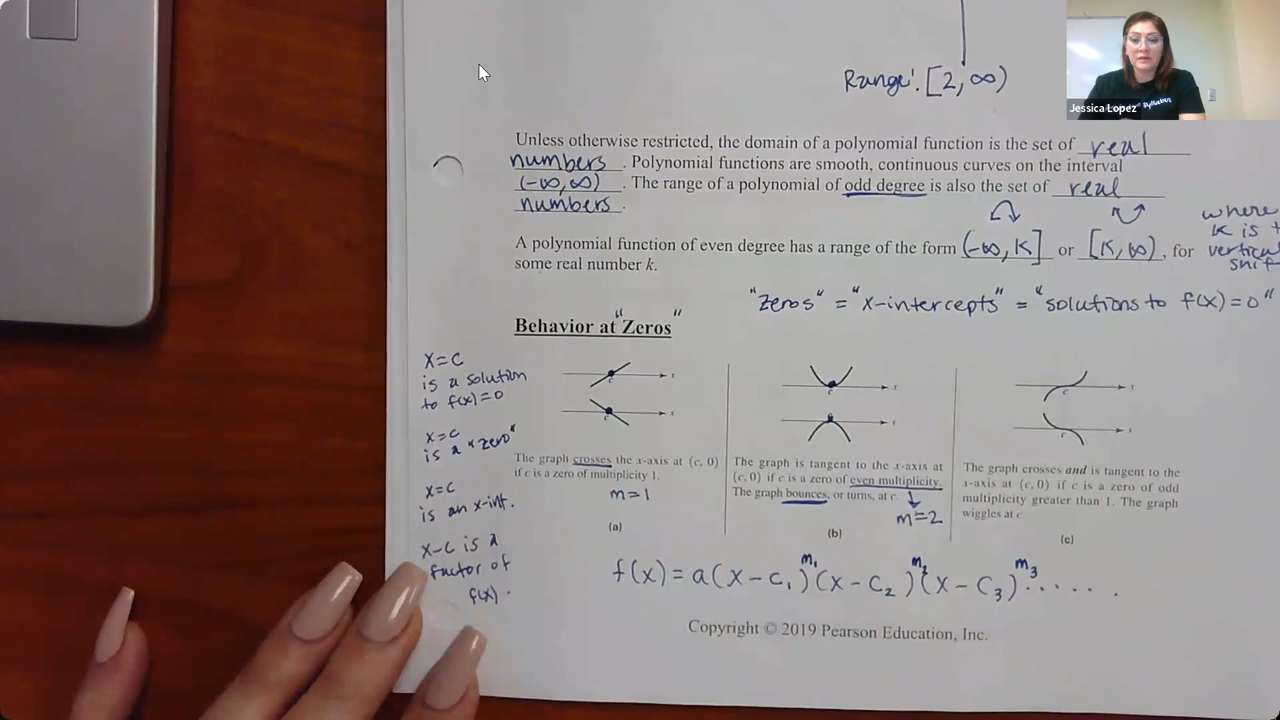 Range: [2, ∞)
Jessica Lopez
Syllabus
Unless otherwise restricted, the domain of a polynomial function is the set of real
numbers. Polynomial functions are smooth, continuous curves on the interval
(-∞, ∞). The range of a polynomial of odd degree is also the set of real
numbers.
where
K is
vertical
A polynomial function of even degree has a range of the form (-∞, K] or [K, ∞), for
some real number k.
"Zeros" = "x-intercepts" = "solutions to f(x)=0"
Behavior at "Zeros"
x=c
is a solution
to f(x)=0
x=c
is a "zero"
x=c
is an x-int.
x-c is a
factor of
f(x).
x
c
x
c
The graph crosses the x-axis at (c, 0)
if c is a zero of multiplicity 1.
m=1
(a)
x
c
x
c
The graph is tangent to the x-axis at
(c, 0) if c is a zero of even multiplicity.
The graph bounces, or turns, at c.
m=2
(b)
x
c
x
c
The graph crosses and is tangent to the
x-axis at (c, 0) if c is a zero of odd
multiplicity greater than 1. The graph
wiggles at c.
(c)
f(x) = a(x-c₁)^m₁ (x-c₂)^m₂ (x-c₃)^m₃ ......
Copyright © 2019 Pearson Education, Inc.